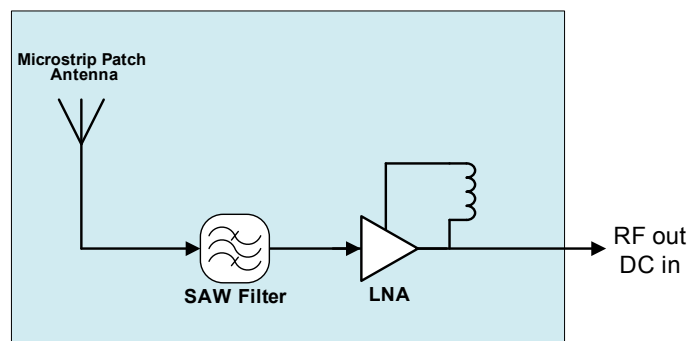 Microstrip Patch
Antenna
SAW Filter
LNA
RF out
DC in